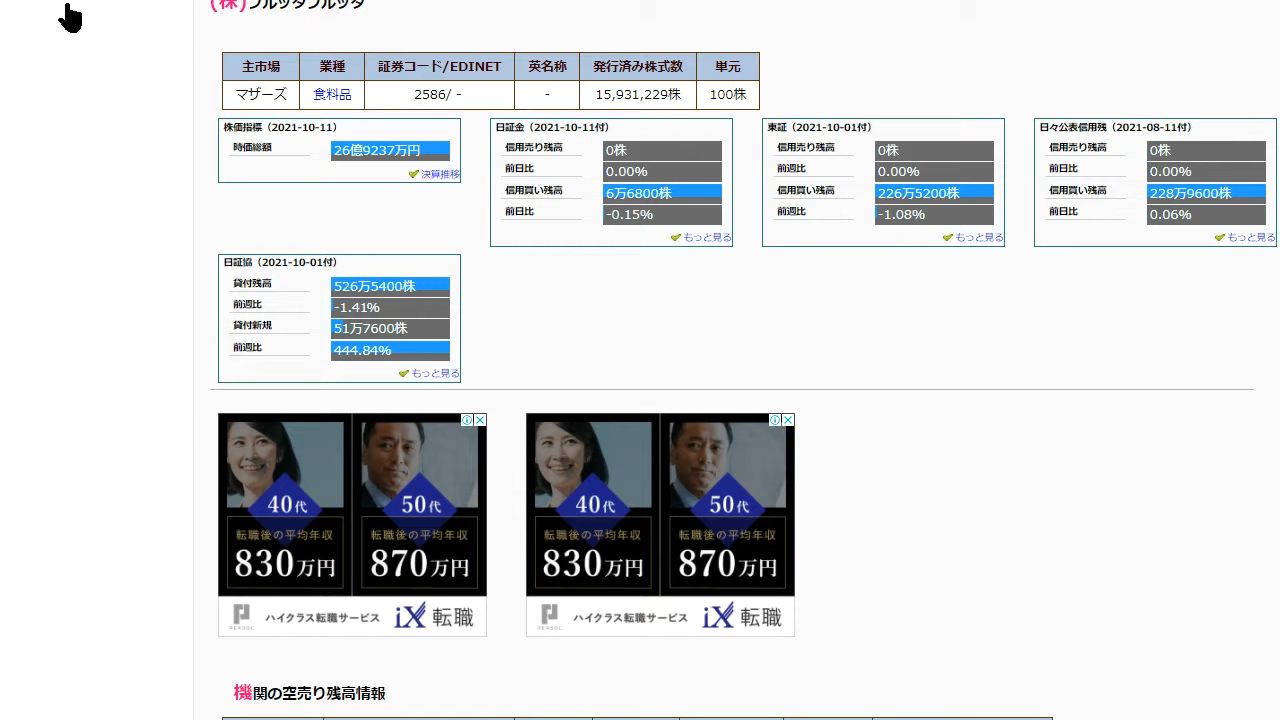 (株)フルッタフルッタ
主市場 業種 証券コード/EDINET 英名称 発行済み株式数 単元
マザーズ 食料品 2586/ - - 15,931,229株 100株
株価指標（2021-10-11）
時価総額 26億9237万円
決算推移
日証金（2021-10-11付）
信用売り残高 0株
前日比 0.00%
信用買い残高 6万6800株
前日比 -0.15%
もっと見る
東証（2021-10-01付）
信用売り残高 0株
前週比 0.00%
信用買い残高 226万5200株
前週比 -1.08%
もっと見る
日々公表信用残（2021-08-11付）
信用売り残高 0株
前日比 0.00%
信用買い残高 228万9600株
前日比 0.06%
もっと見る
日証協（2021-10-01付）
貸付残高 526万5400株
前週比 -1.41%
貸付新規 51万7600株
前週比 444.84%
もっと見る
40代 50代
転職後の平均年収 転職後の平均年収
830万円 870万円
PERSOL ハイクラス転職サービス iX 転職
40代 50代
転職後の平均年収 転職後の平均年収
830万円 870万円
PERSOL ハイクラス転職サービス iX 転職
機関の空売り残高情報